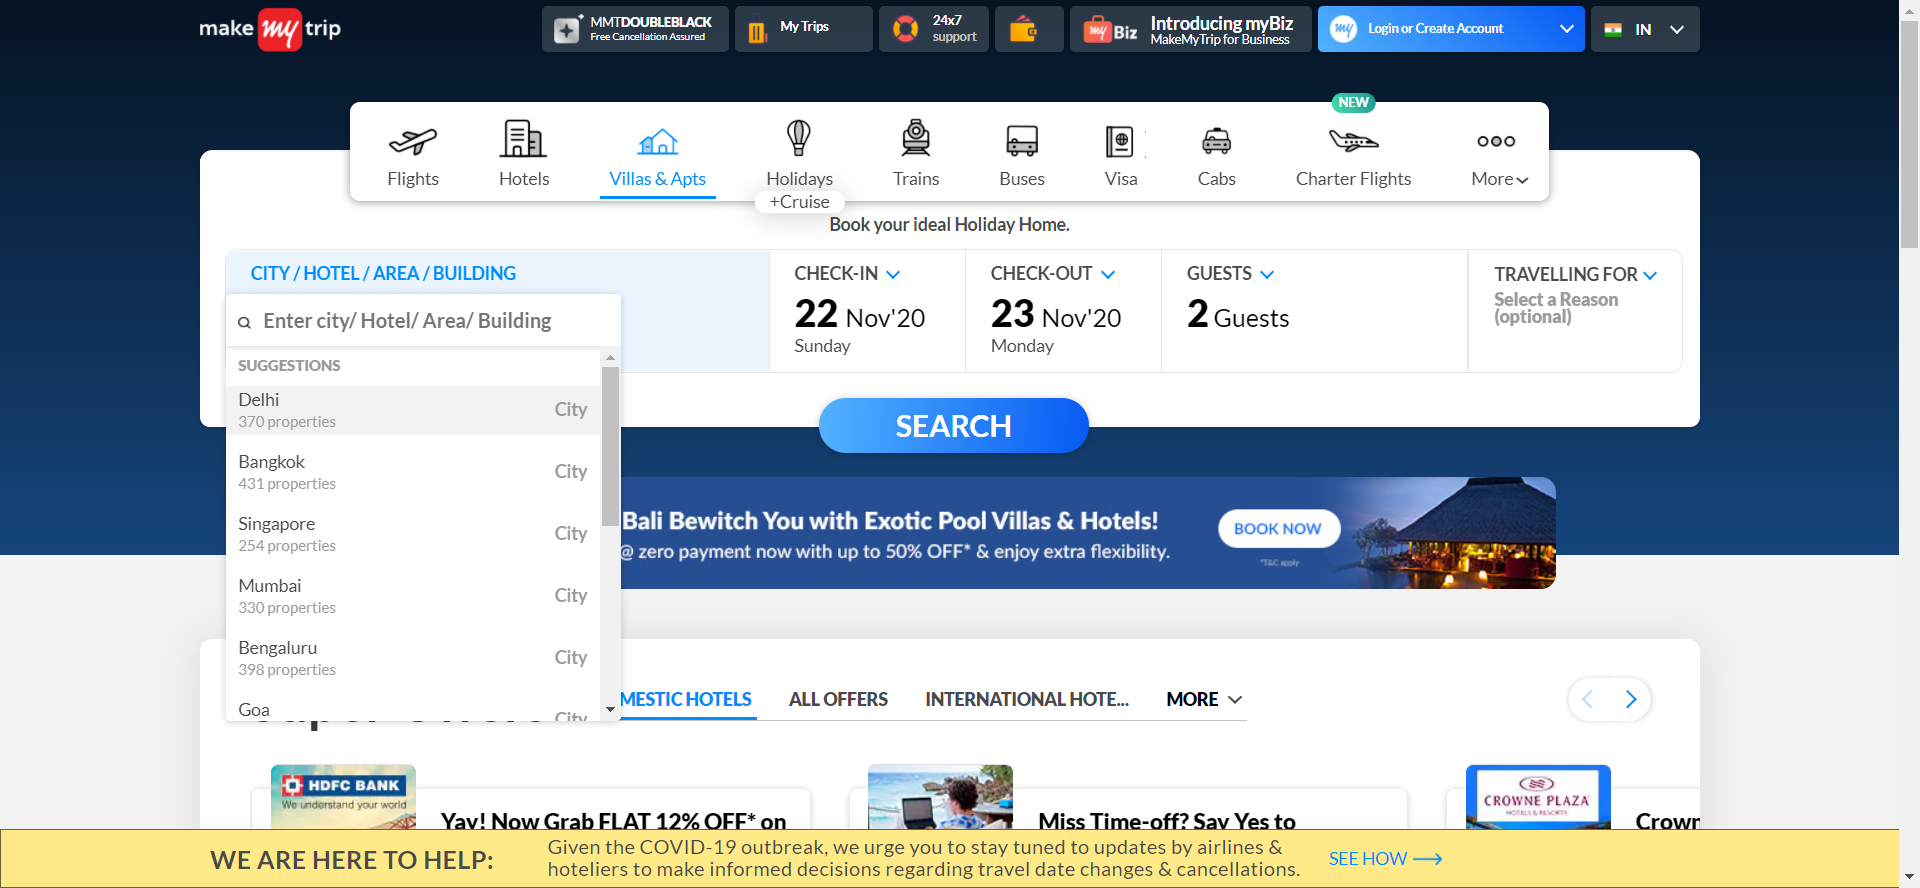 make my trip
MMTDOUBLEBLACK
Free Cancellation Assured
My Trips
24x7
support
my Biz
Introducing myBiz
MakeMyTrip for Business
my
Login or Create Account
IN
NEW
Flights
Hotels
Villas & Apts
Holidays
+Cruise
Trains
Buses
Visa
Cabs
Charter Flights
More
Book your ideal Holiday Home.
CITY / HOTEL / AREA / BUILDING
Enter city/ Hotel/ Area/ Building
CHECK-IN
22 Nov'20
Sunday
CHECK-OUT
23 Nov'20
Monday
GUESTS
2 Guests
TRAVELLING FOR
Select a Reason
(optional)
SUGGESTIONS
Delhi
370 properties
City
Bangkok
431 properties
City
Singapore
254 properties
City
Mumbai
330 properties
City
Bengaluru
398 properties
City
Goa
City
SEARCH
Bali Bewitch You with Exotic Pool Villas & Hotels!
@ zero payment now with up to 50% OFF* & enjoy extra flexibility.
BOOK NOW
*T&C apply
MESTIC HOTELS
ALL OFFERS
INTERNATIONAL HOTE...
MORE
HDFC BANK
We understand your world
Yay! Now Grab FLAT 12% OFF* on
Miss Time-off? Say Yes to
CROWNE PLAZA
HOTELS & RESORTS
Crown
WE ARE HERE TO HELP:
Given the COVID-19 outbreak, we urge you to stay tuned to updates by airlines &
hoteliers to make informed decisions regarding travel date changes & cancellations.
SEE HOW